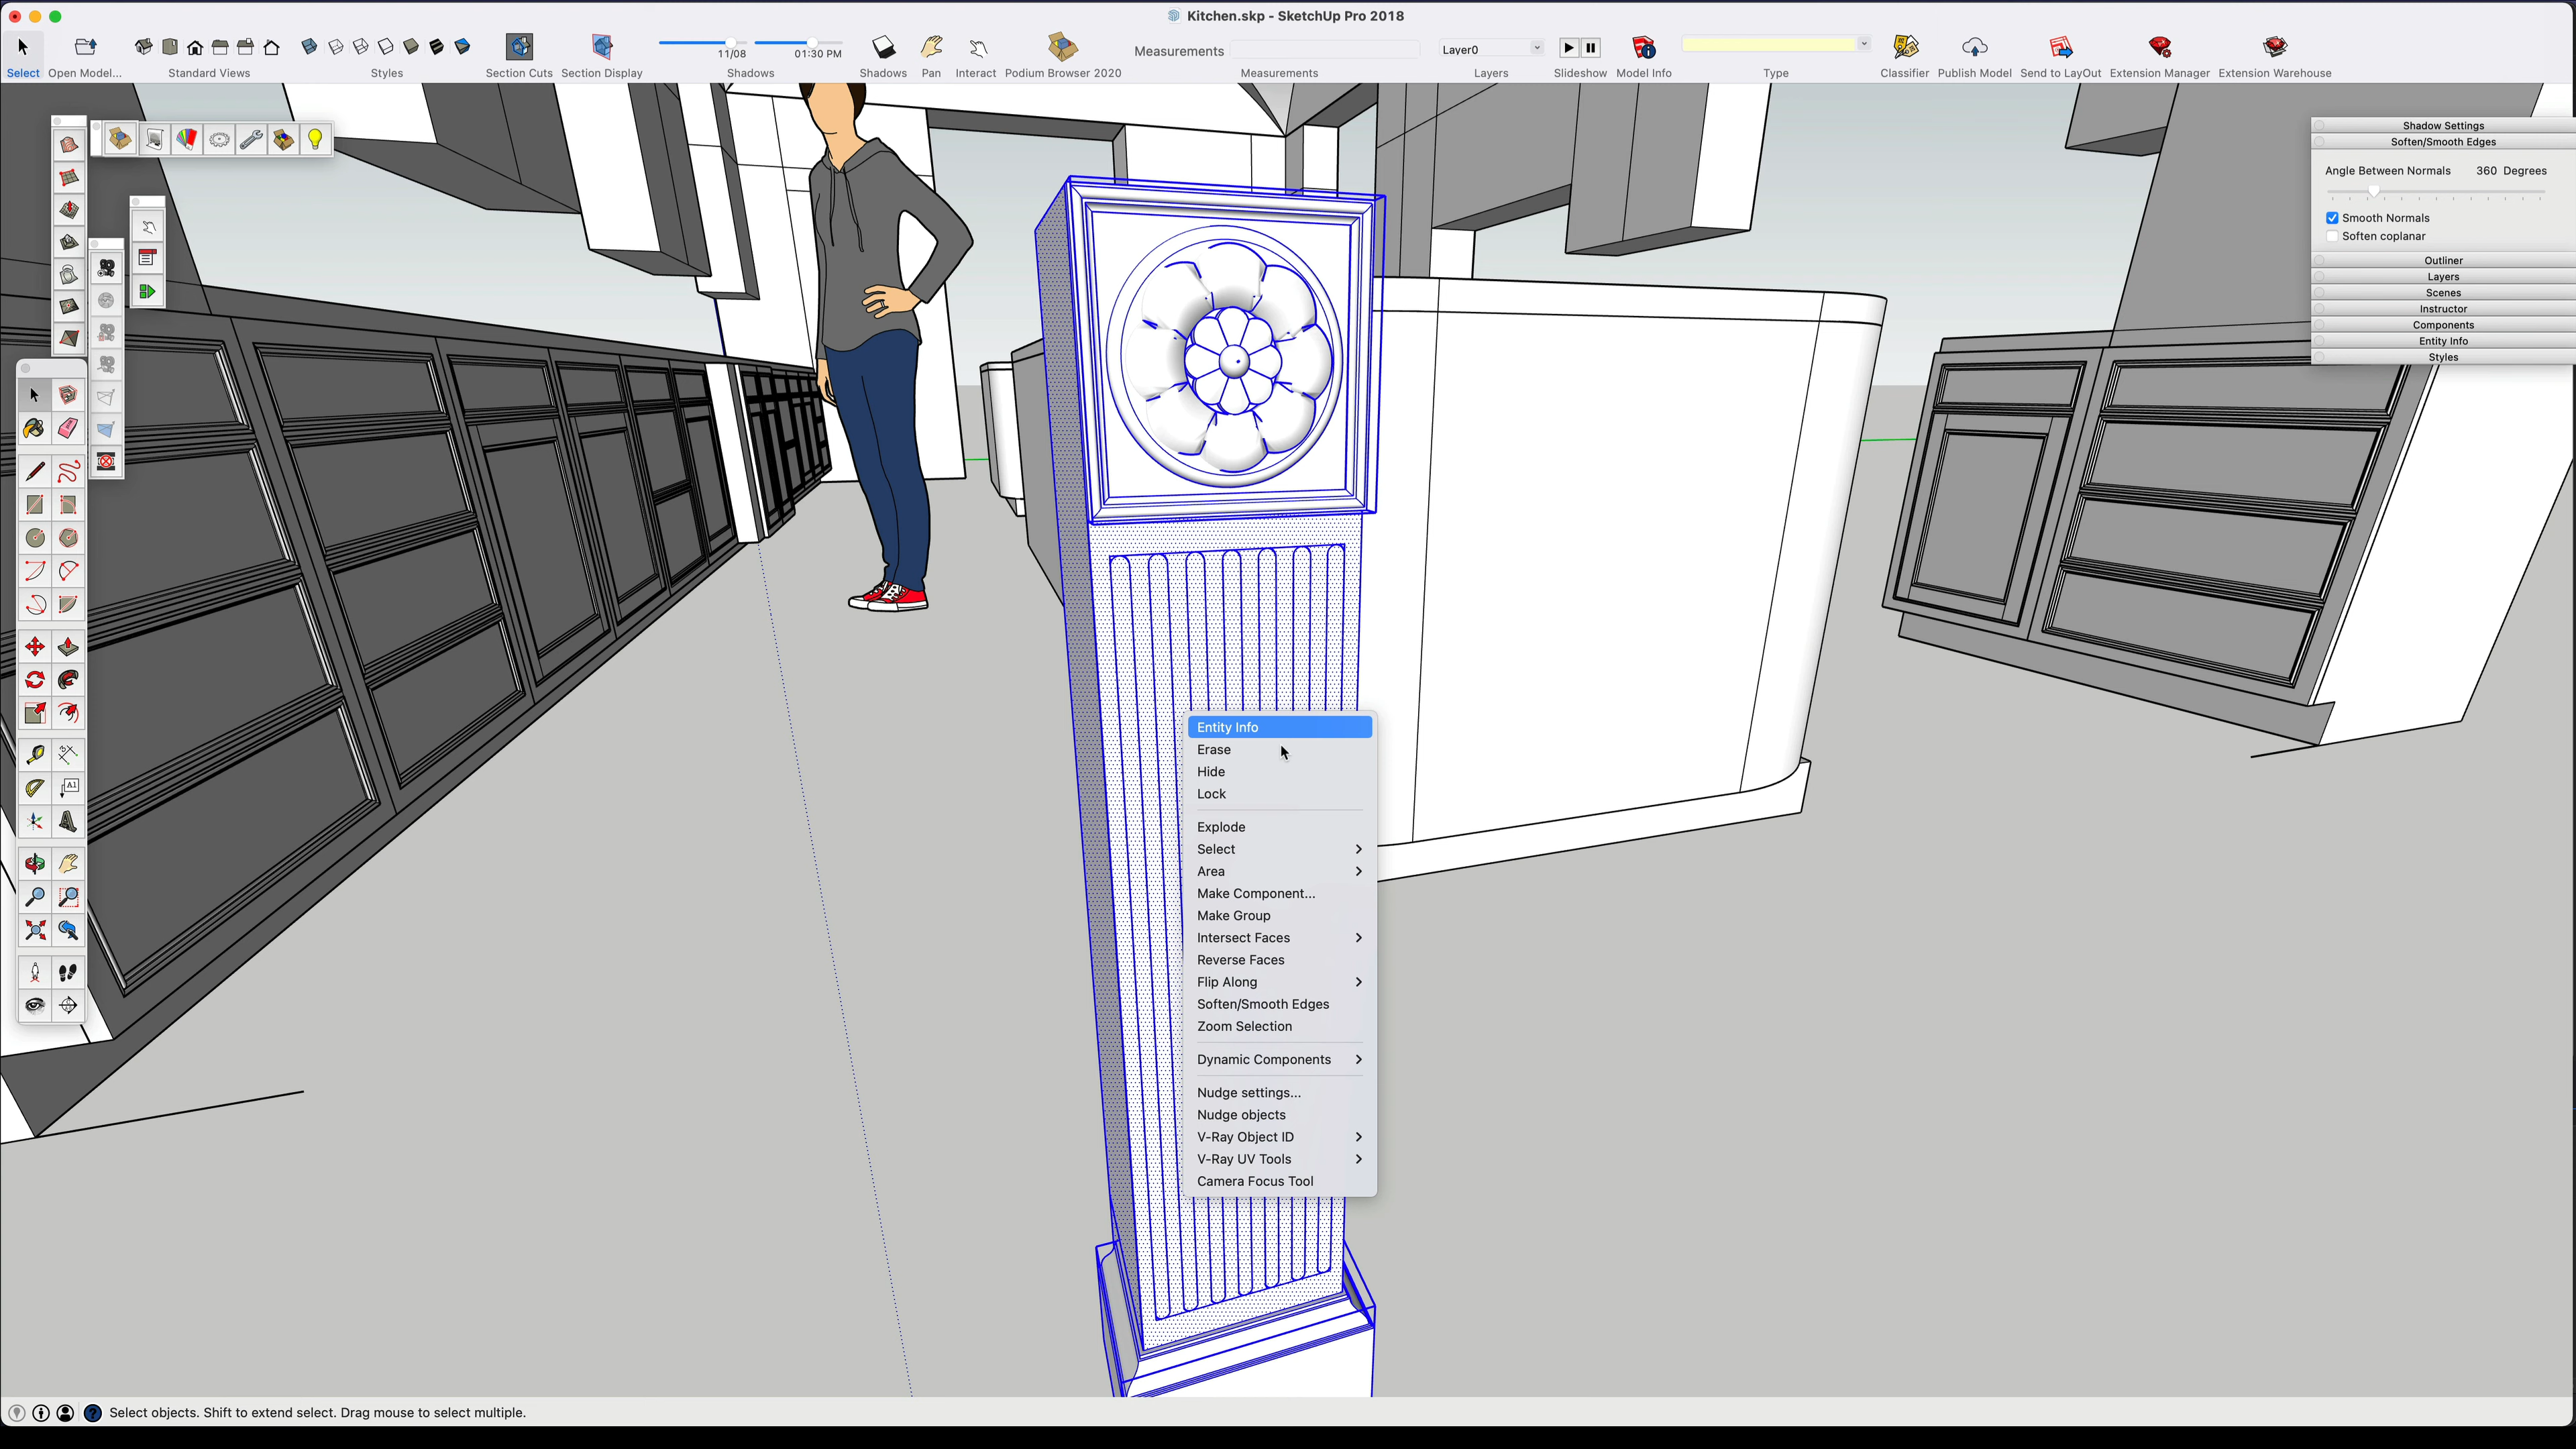 Kitchen.skp - SketchUp Pro 2018
11/08
01:30 PM
Measurements
Layer0
Select
Open Model...
Standard Views
Styles
Section Cuts
Section Display
Shadows
Shadows
Pan
Interact
Podium Browser 2020
Measurements
Layers
Slideshow
Model Info
Type
Classifier
Publish Model
Send to LayOut
Extension Manager
Extension Warehouse
Shadow Settings
Soften/Smooth Edges
Angle Between Normals 360 Degrees
Smooth Normals
Soften coplanar
Outliner
Layers
Scenes
Instructor
Components
Entity Info
Styles
A1
Entity Info
Erase
Hide
Lock
Explode
Select
Area
Make Component...
Make Group
Intersect Faces
Reverse Faces
Flip Along
Soften/Smooth Edges
Zoom Selection
Dynamic Components
Nudge settings...
Nudge objects
V-Ray Object ID
V-Ray UV Tools
Camera Focus Tool
Select objects. Shift to extend select. Drag mouse to select multiple.